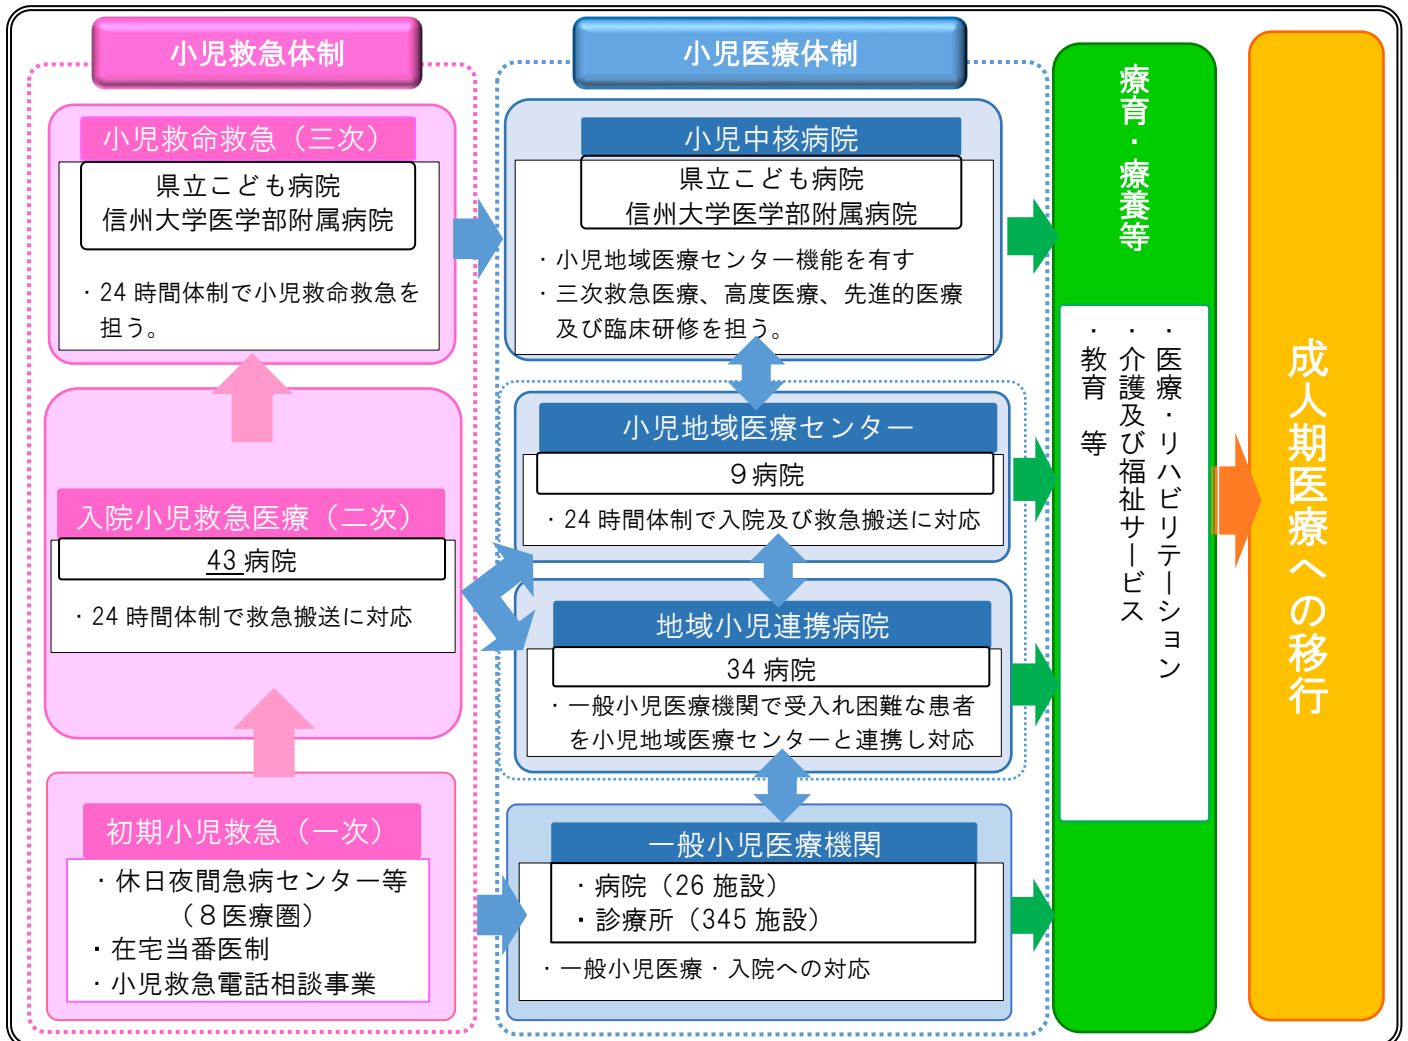 小児救急体制
小児救命救急（三次）
県立こども病院
信州大学医学部附属病院
・24 時間体制で小児救命救急を
担う。
入院小児救急医療（二次）
43 病院
・24 時間体制で救急搬送に対応
初期小児救急（一次）
・休日夜間急病センター等
（８医療圏）
・在宅当番医制
・小児救急電話相談事業
小児医療体制
小児中核病院
県立こども病院
信州大学医学部附属病院
・小児地域医療センター機能を有す
・三次救急医療、高度医療、先進的医療
及び臨床研修を担う。
小児地域医療センター
９病院
・24 時間体制で入院及び救急搬送に対応
地域小児連携病院
34 病院
・一般小児医療機関で受入れ困難な患者
を小児地域医療センターと連携し対応
一般小児医療機関
・病院（26 施設）
・診療所（345 施設）
・一般小児医療・入院への対応
療育・療養等
・医療・リハビリテーション
・介護及び福祉サービス
・教育　等
成人期医療への移行